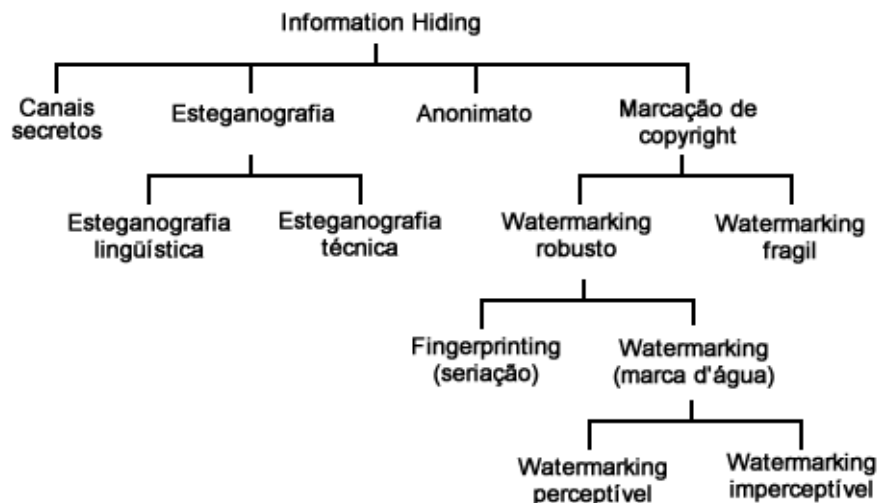 Information Hiding
Canais
secretos
Esteganografia
Anonimato
Marcação de
copyright
Esteganografia
lingüística
Esteganografia
técnica
Watermarking
robusto
Watermarking
fragil
Fingerprinting
(seriação)
Watermarking
(marca d'água)
Watermarking
perceptível
Watermarking
imperceptível